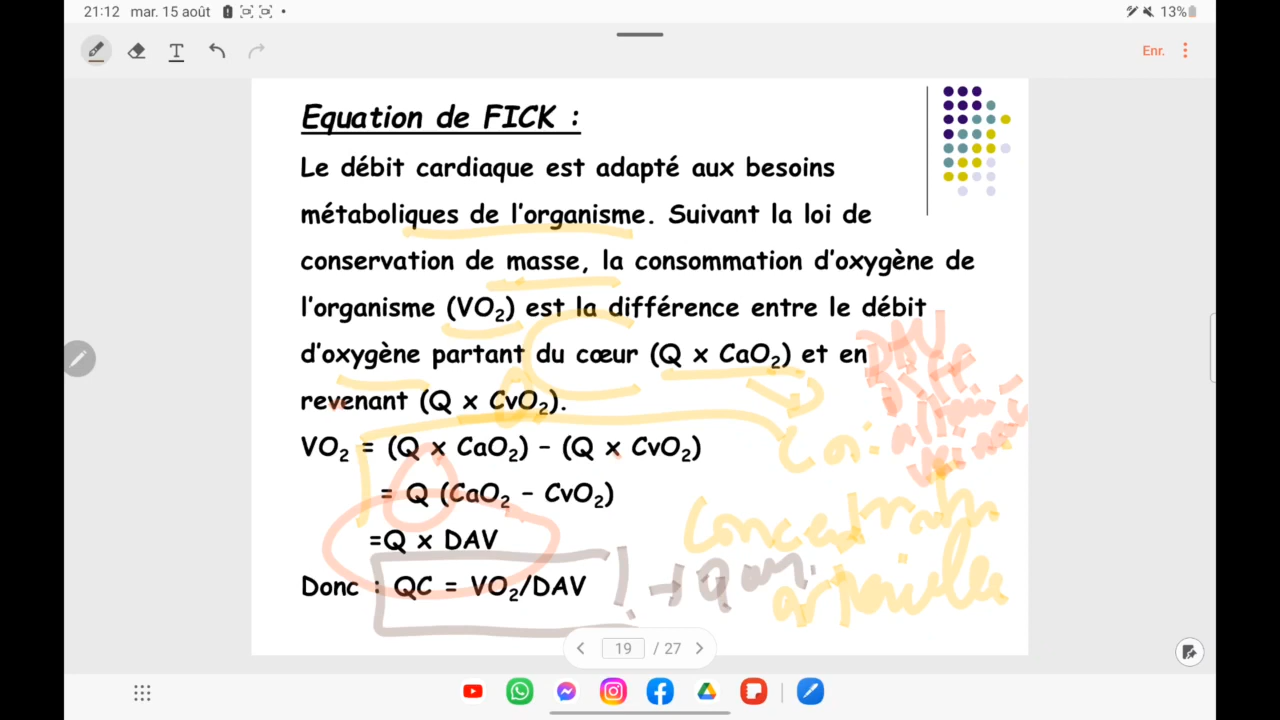 21:12 mar. 15 août
13%
Enr.
Equation de FICK :
Le débit cardiaque est adapté aux besoins
métaboliques de l'organisme. Suivant la loi de
conservation de masse, la consommation d'oxygène de
l'organisme (VO₂) est la différence entre le débit
d'oxygène partant du cœur (Q x CaO₂) et en
revenant (Q x CvO₂).
VO₂ = (Q x CaO₂) - (Q x CvO₂)
= Q (CaO₂ - CvO₂)
=Q x DAV
Donc : QC = VO₂/DAV
DAV
19 / 27